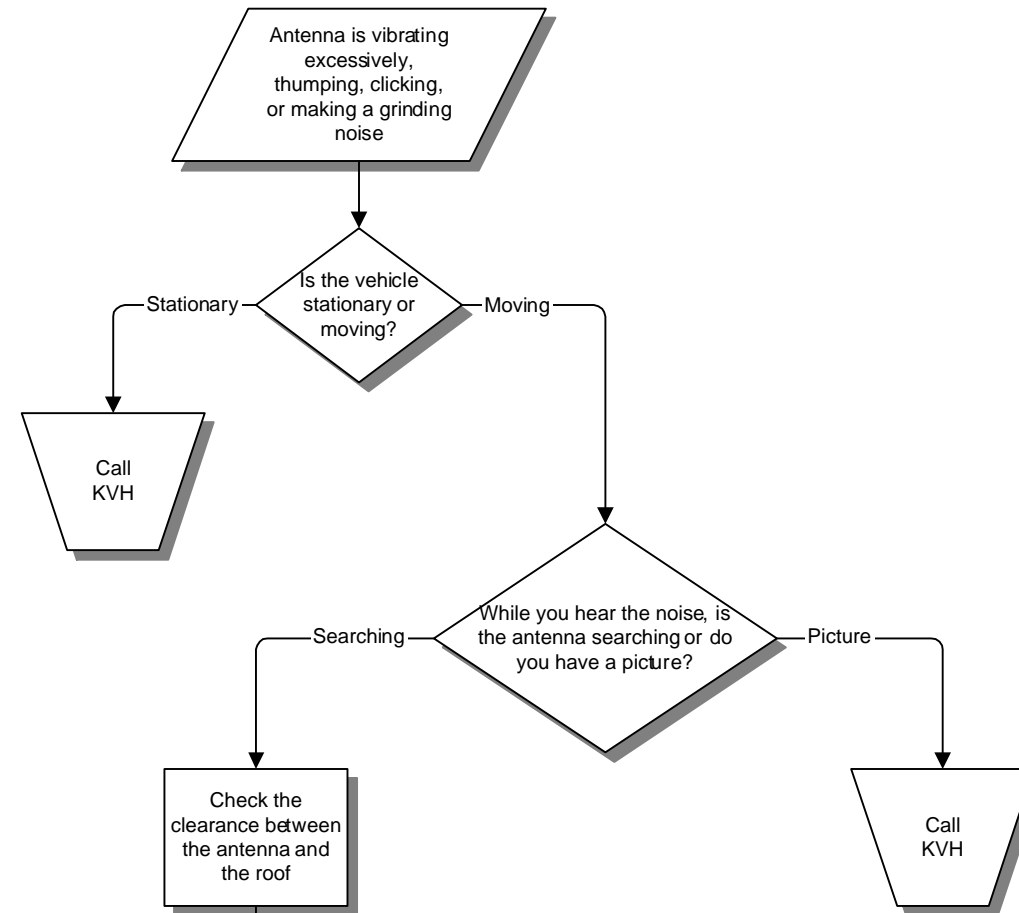 Antenna is vibrating
excessively,
thumping, clicking,
or making a grinding
noise
Is the vehicle
stationary or
moving?
Stationary
Moving
Call
KVH
While you hear the noise, is
the antenna searching or do
you have a picture?
Searching
Picture
Check the
clearance between
the antenna and
the roof
Call
KVH